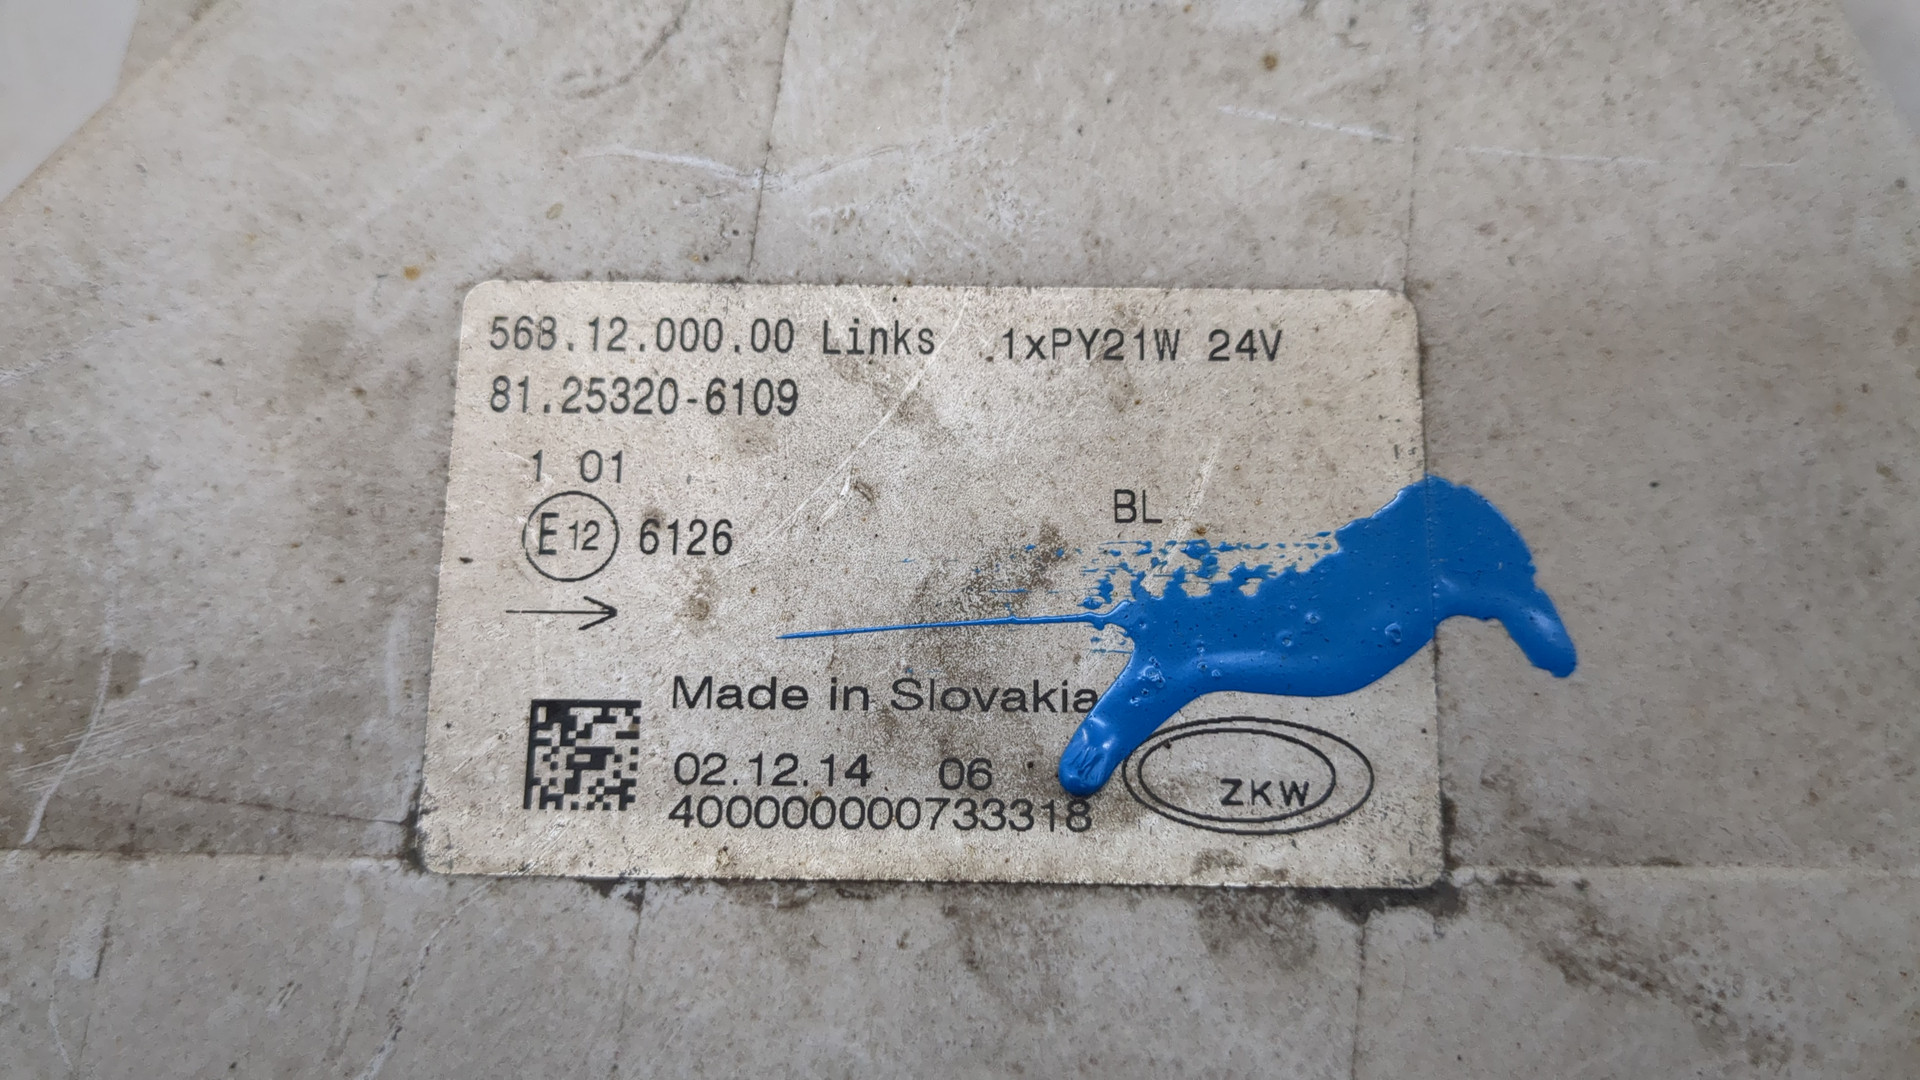 568.12.000.00 Links .1xPY21W 24V
81.25320-6109
1 01
E12 6126
BL
→
Made in Slovakia
02.12.14 06
400000000733318
ZKW